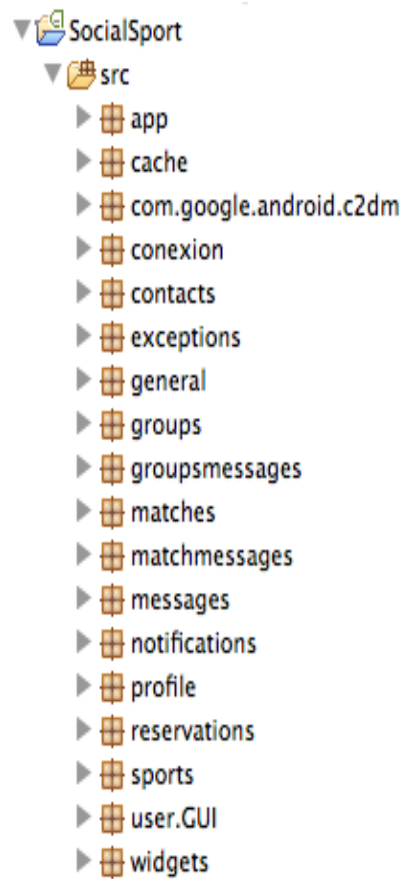 SocialSport
src
app
cache
com.google.android.c2dm
conexion
contacts
exceptions
general
groups
groupsmessages
matches
matchmessages
messages
notifications
profile
reservations
sports
user.GUI
widgets